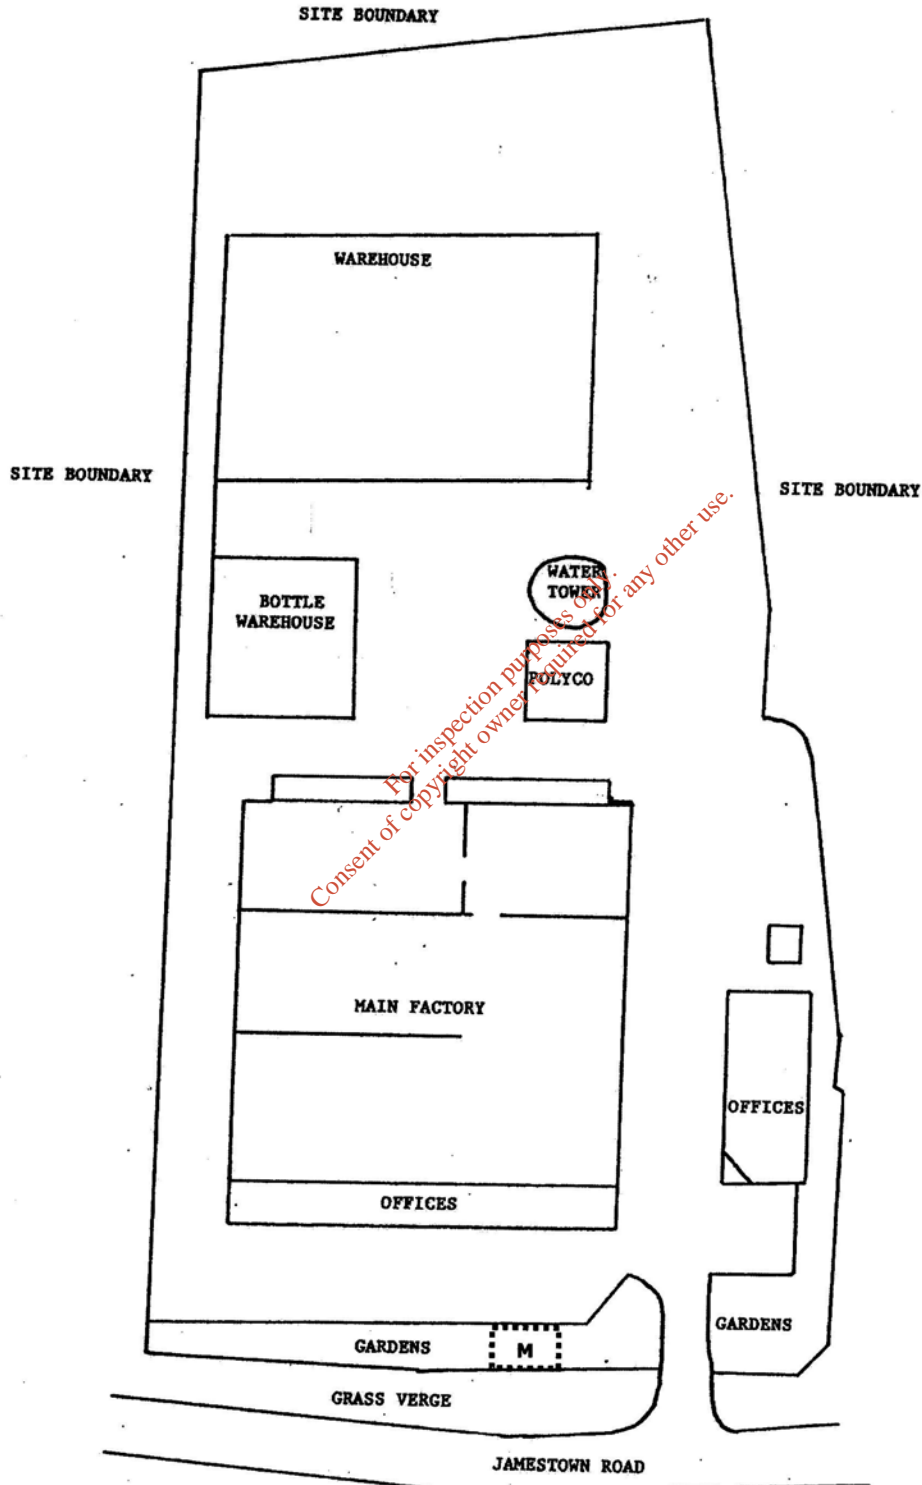 SITE BOUNDARY
WAREHOUSE
SITE BOUNDARY
SITE BOUNDARY
WATER
TOWER
BOTTLE
WAREHOUSE
POLYCO
For inspection purposes only.
Consent of copyright owner required for any other use.
MAIN FACTORY
OFFICES
OFFICES
GARDENS
GARDENS
M
GRASS VERGE
JAMESTOWN ROAD